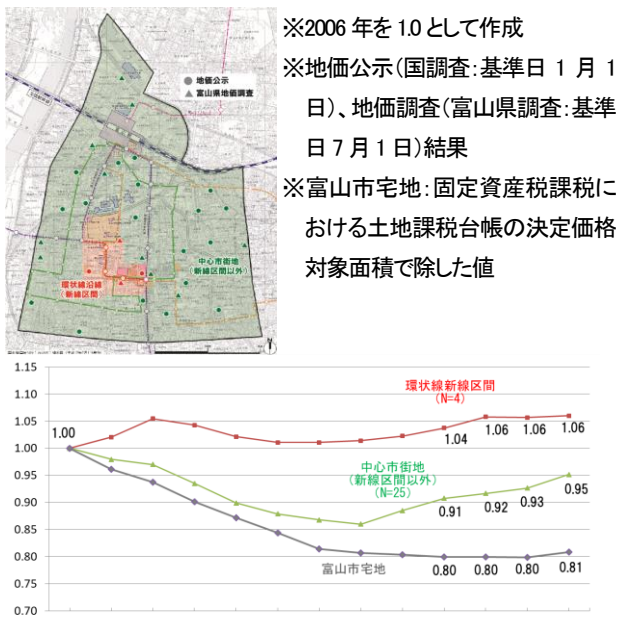 ※2006 年を 1.0 として作成
※地価公示(国調査:基準日 1 月 1
日)、地価調査(富山県調査:基準
日 7 月 1 日)結果
※富山市宅地:固定資産税課税に
おける土地課税台帳の決定価格
対象面積で除した値
地価公示
富山県地価調査
中心市街地
(新線区間以外)
環状線沿線
(新線区間)
1.15
1.10
1.05
1.00
0.95
0.90
0.85
0.80
0.75
0.70
1.00
環状線新線区間
(N=4)
1.04
1.06
1.06
1.06
中心市街地
(新線区間以外)
(N=25)
0.91
0.92
0.93
0.95
富山市宅地
0.80
0.80
0.80
0.81